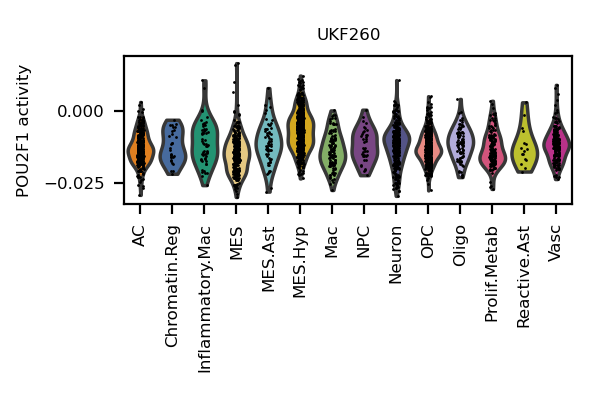 UKF260
POU2F1 activity
0.000
−0.025
AC
Chromatin.Reg
Inflammatory.Mac
MES
MES.Ast
MES.Hyp
Mac
NPC
Neuron
OPC
Oligo
Prolif.Metab
Reactive.Ast
Vasc